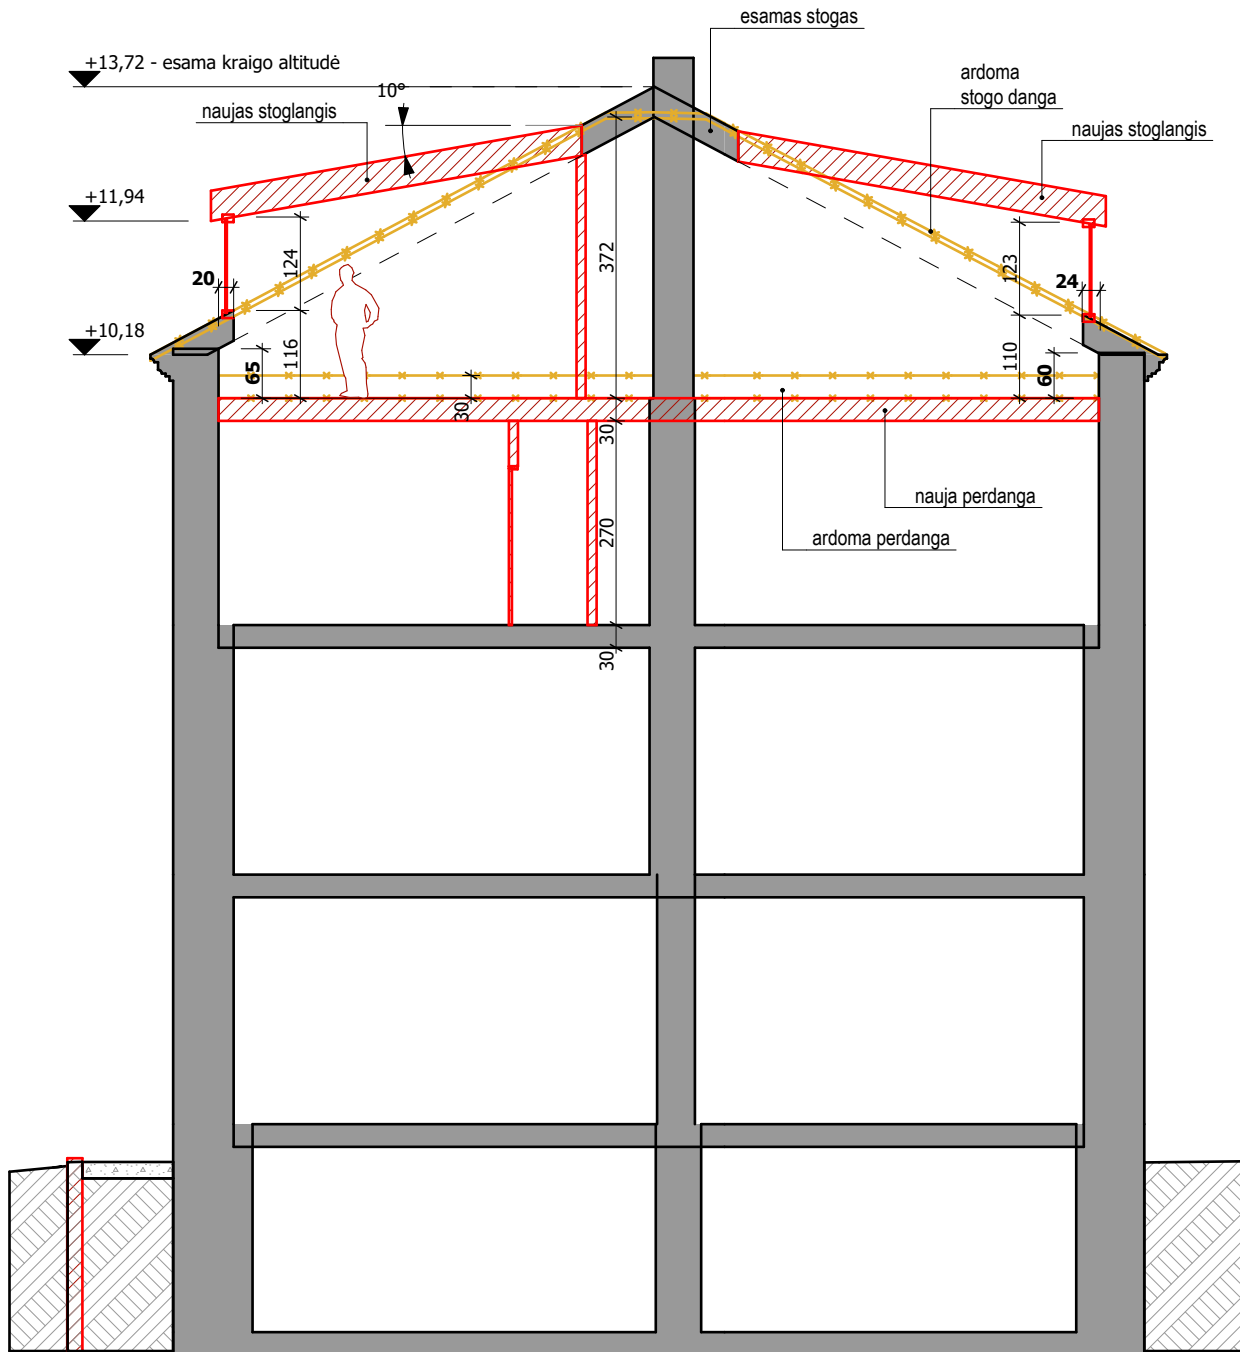 esamas stogas
+13,72 - esama kraigo altitudė
10°
ardoma
stogo danga
naujas stoglangis
naujas stoglangis
+11,94
372
124
123
20
24
+10,18
116
110
65
60
30
30
nauja perdanga
270
ardoma perdanga
30